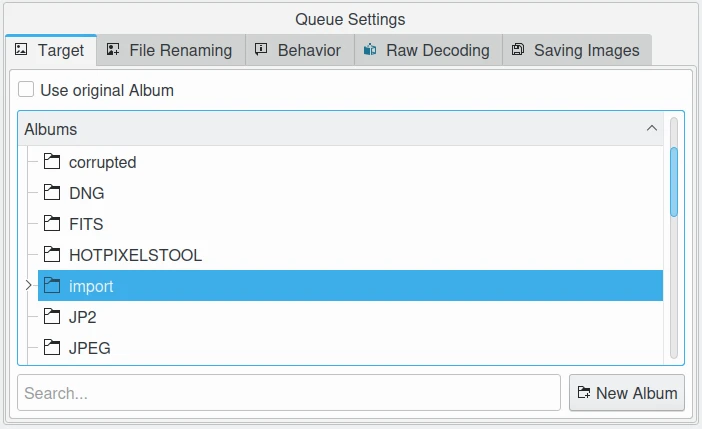 Queue Settings
Target File Renaming Behavior Raw Decoding Saving Images
Use original Album
Albums
corrupted
DNG
FITS
HOTPIXELSTOOL
import
JP2
JPEG
Search... New Album